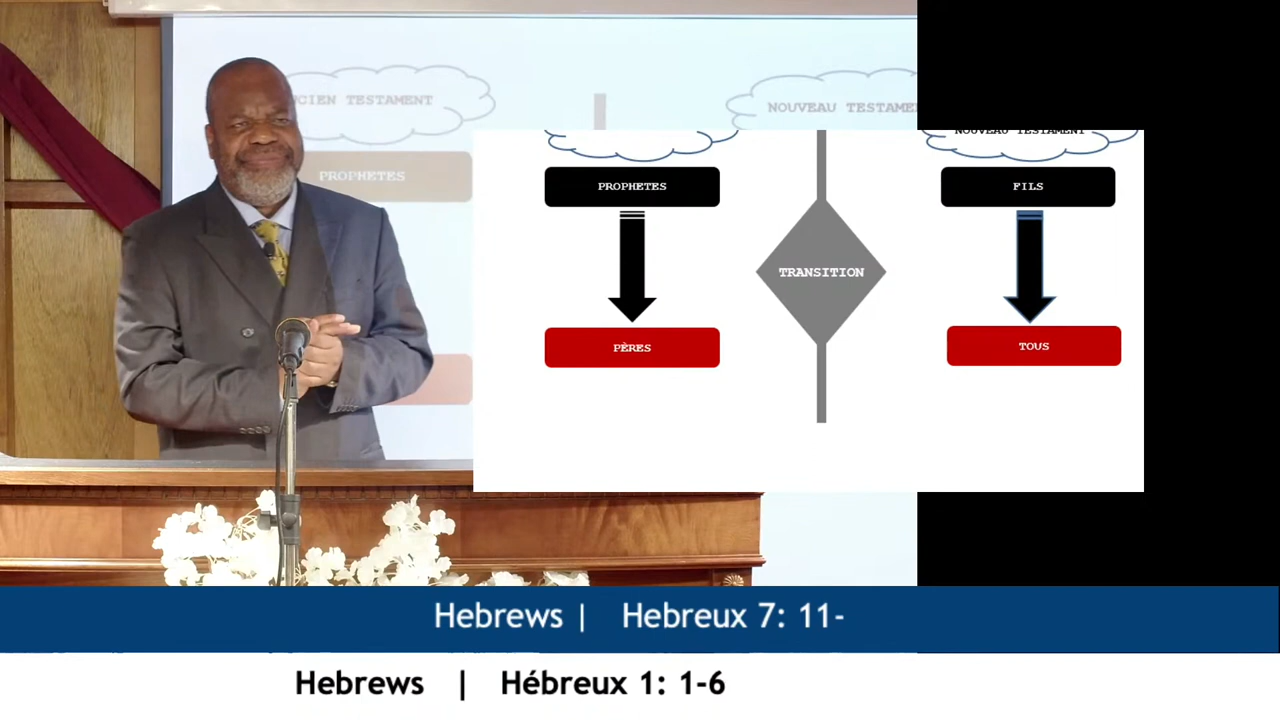 CIEN TESTAMENT
NOUVEAU TESTAME
PROPHETES
NOUVEAU TESTAMENT
PROPHETES
FILS
TRANSITION
PÈRES
TOUS
Hebrews | Hebreux 7: 11-
Hebrews | Hébreux 1: 1-6